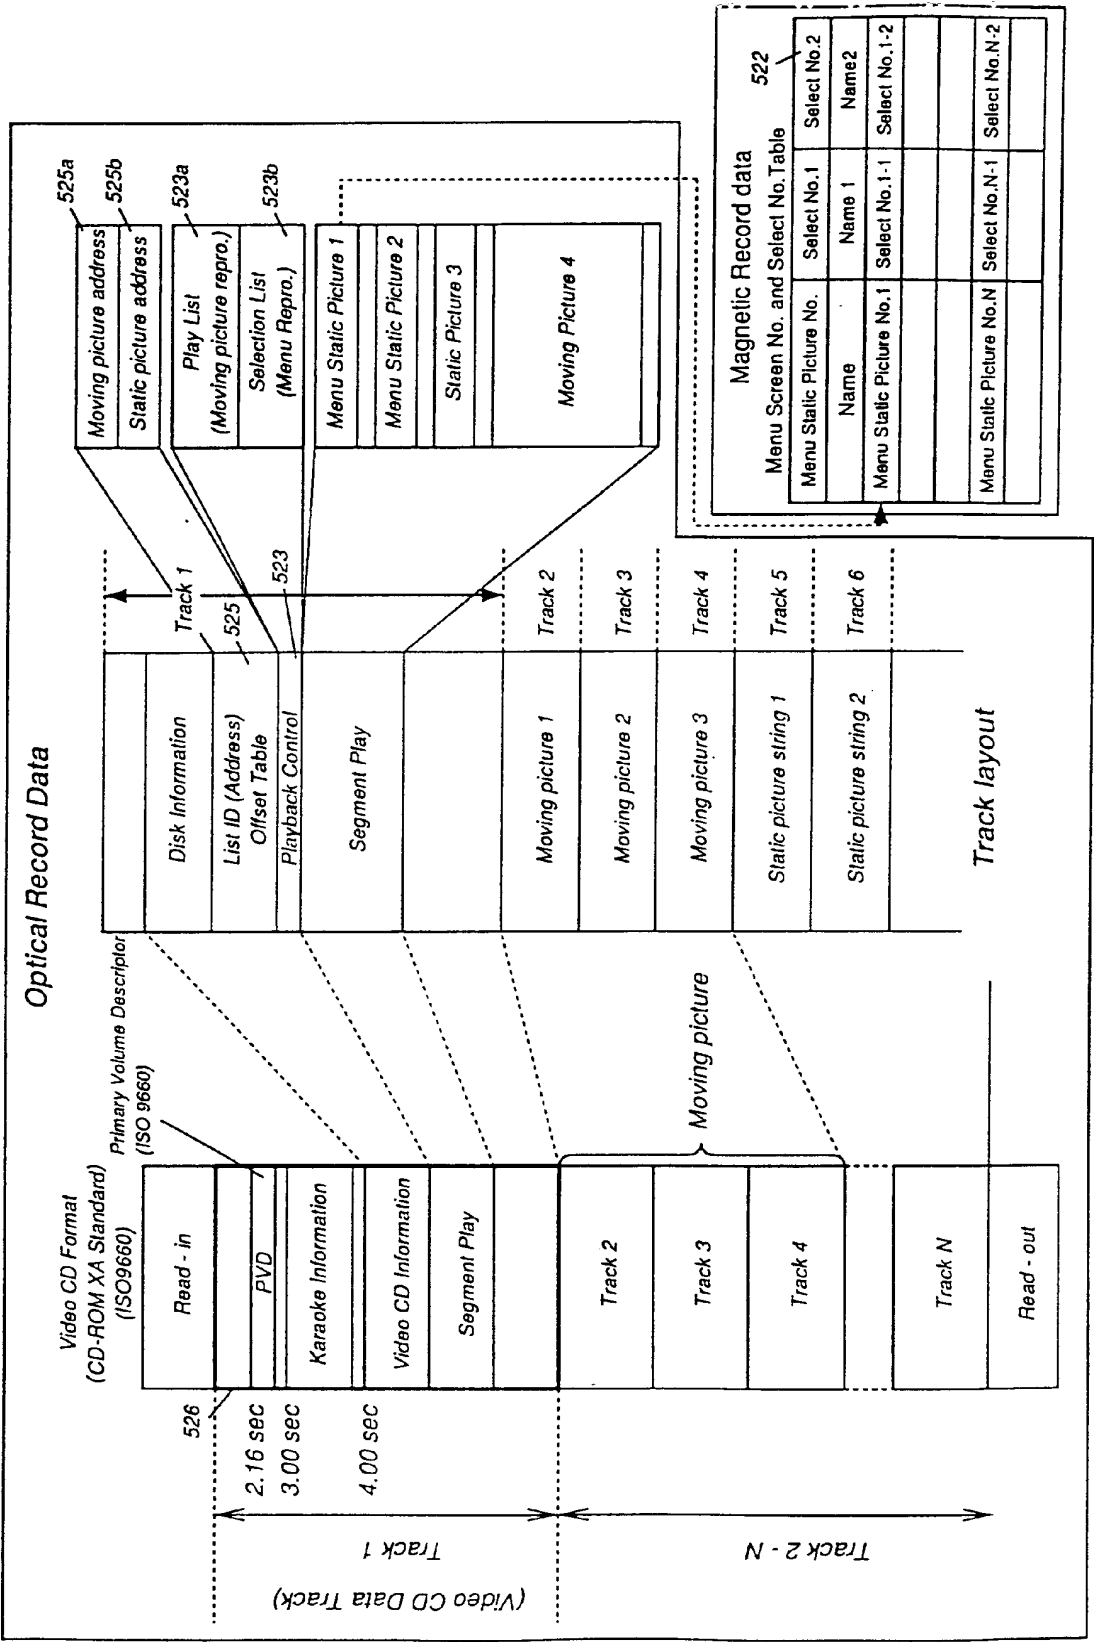 Optical Record Data
Video CD Format
(CD-ROM XA Standard)
(ISO9660)
Primary Volume Descriptor
(ISO 9660)
526
2.16 sec
3.00 sec
4.00 sec
Track 1
(Video CD Data Track)
Track 2 - N
Read - in
PVD
Karaoke Information
Video CD Information
Segment Play
Track 2
Track 3
Track 4
Track N
Read - out
Moving picture
Disk Information
List ID (Address)
Offset Table
Playback Control
Segment Play
Moving picture 1
Moving picture 2
Moving picture 3
Static picture string 1
Static picture string 2
Track layout
Track 1
525
523
Track 2
Track 3
Track 4
Track 5
Track 6
525a
525b
523a
523b
Moving picture address
Static picture address
Play List
(Moving picture repro.)
Selection List
(Menu Repro.)
Menu Static Picture 1
Menu Static Picture 2
Static Picture 3
Moving Picture 4
Magnetic Record data
Menu Screen No. and Select No.Table
522
Menu Static Picture No. Select No.1 Select No.2
Name Name 1 Name2
Menu Static Picture No.1 Select No.1-1 Select No.1-2
Menu Static Picture No.N Select No.N-1 Select No.N-2